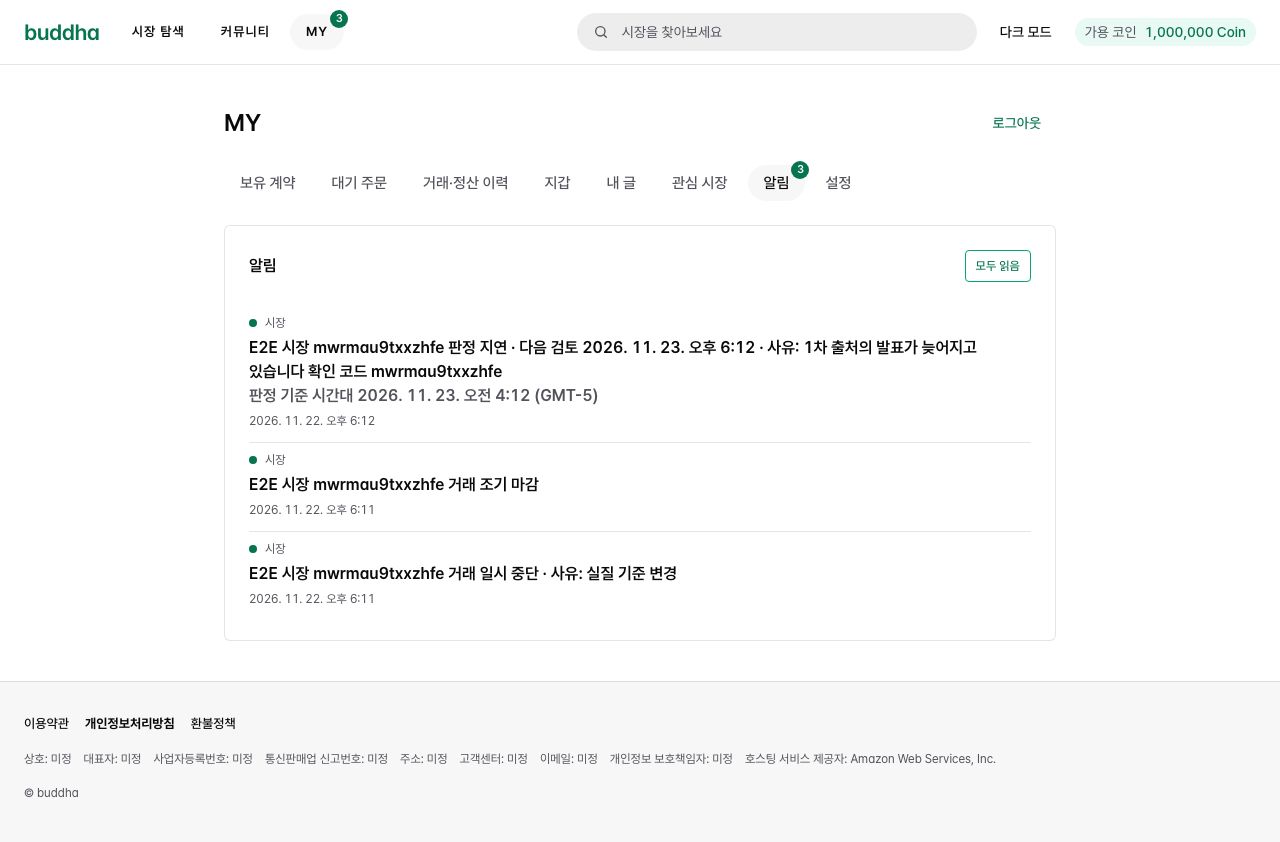 buddha 시장 탐색 커뮤니티 MY 3 시장을 찾아보세요 다크 모드 가용 코인 1,000,000 Coin
MY 로그아웃
보유 계약 대기 주문 거래·정산 이력 지갑 내 글 관심 시장 알림 3 설정
알림 모두 읽음
시장
E2E 시장 mwrmau9txxzhfe 판정 지연 · 다음 검토 2026. 11. 23. 오후 6:12 · 사유: 1차 출처의 발표가 늦어지고
있습니다 확인 코드 mwrmau9txxzhfe
판정 기준 시간대 2026. 11. 23. 오전 4:12 (GMT-5)
2026. 11. 22. 오후 6:12
시장
E2E 시장 mwrmau9txxzhfe 거래 조기 마감
2026. 11. 22. 오후 6:11
시장
E2E 시장 mwrmau9txxzhfe 거래 일시 중단 · 사유: 실질 기준 변경
2026. 11. 22. 오후 6:11
이용약관 개인정보처리방침 환불정책
상호: 미정 대표자: 미정 사업자등록번호: 미정 통신판매업 신고번호: 미정 주소: 미정 고객센터: 미정 이메일: 미정 개인정보 보호책임자: 미정 호스팅 서비스 제공자: Amazon Web Services, Inc.
© buddha